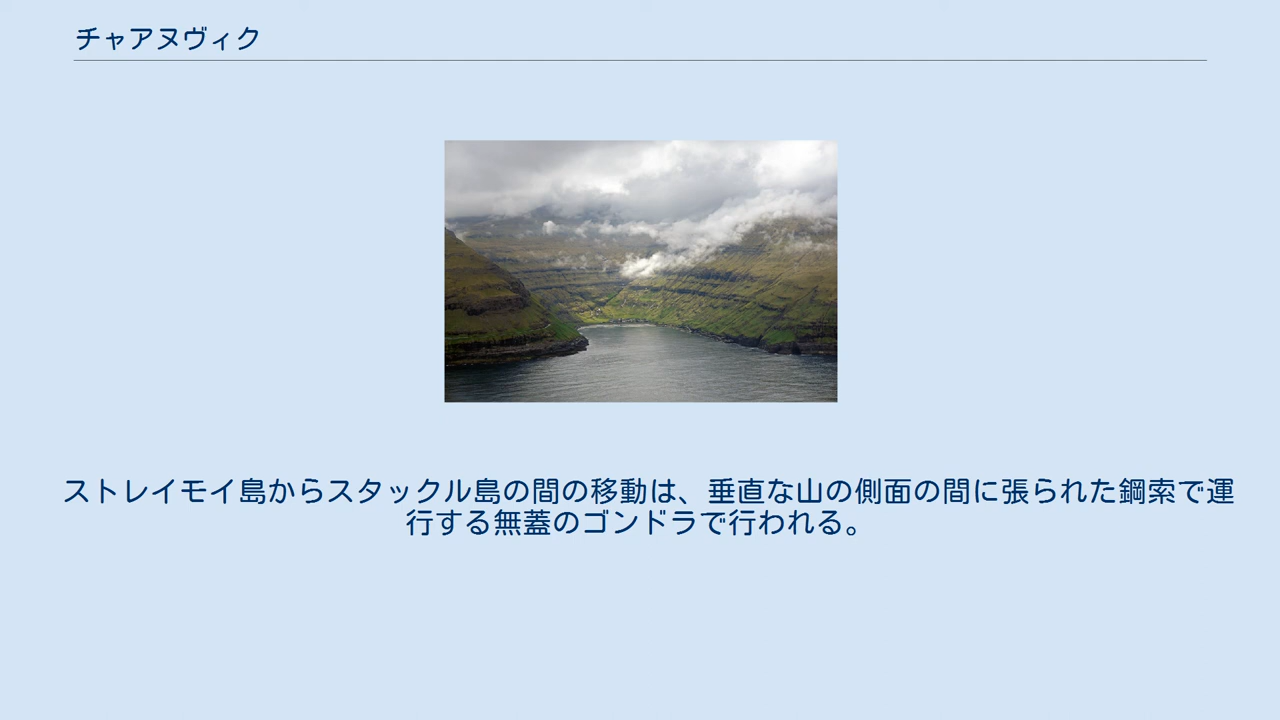 チャアヌヴィク
ストレイモイ島からスタックル島の間の移動は、垂直な山の側面の間に張られた鋼索で運
行する無蓋のゴンドラで行われる。